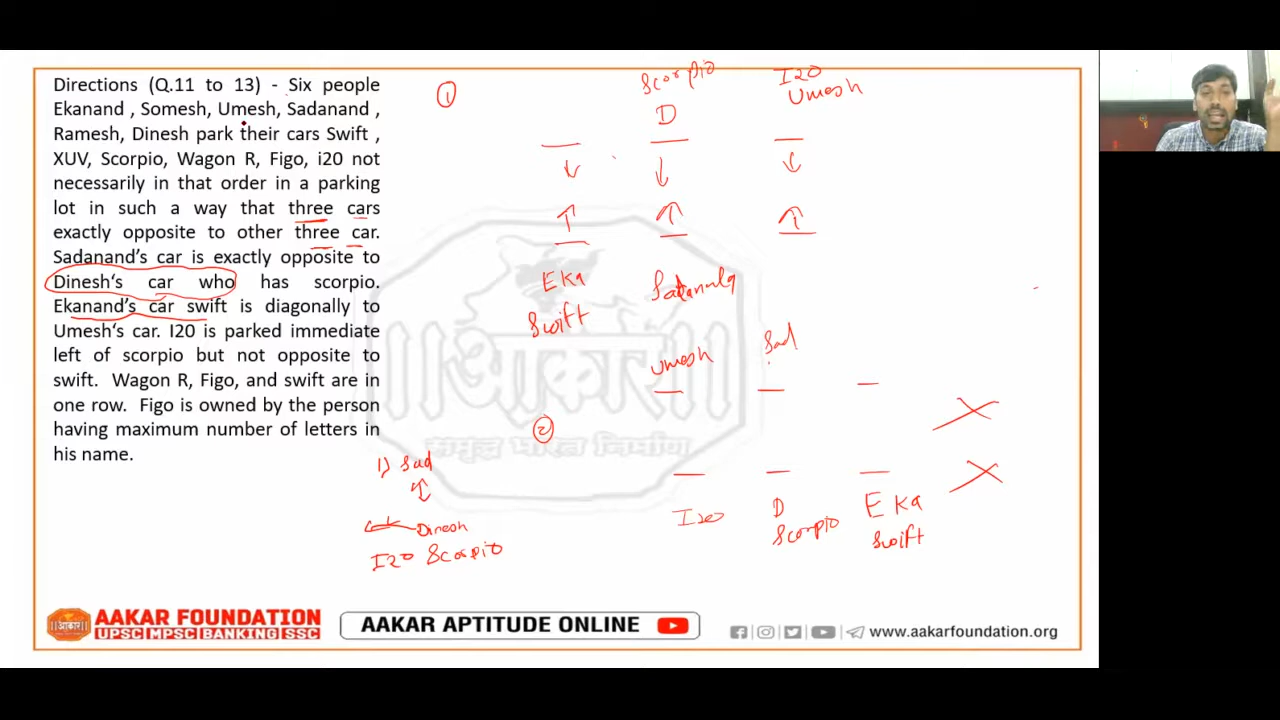 Directions (Q.11 to 13) - Six people
Ekanand , Somesh, Umesh, Sadanand ,
Ramesh, Dinesh park their cars Swift ,
XUV, Scorpio, Wagon R, Figo, i20 not
necessarily in that order in a parking
lot in such a way that three cars
exactly opposite to other three car.
Sadanand's car is exactly opposite to
Dinesh's car who has scorpio.
Ekanand's car swift is diagonally to
Umesh's car. I20 is parked immediate
left of scorpio but not opposite to
swift. Wagon R, Figo, and swift are in
one row. Figo is owned by the person
having maximum number of letters in
his name.
1
Scorpio
D
I20
Umesh
Eka
Swift
Umesh
Sad
2
I20
D
Scorpio
Eka
Swift
1) Sad
Dinesh
I20 Scorpio
आकार
समृद्ध भारत निर्माण
आकार
AAKAR FOUNDATION
UPSC MPSC BANKING SSC
AAKAR APTITUDE ONLINE
www.aakarfoundation.org